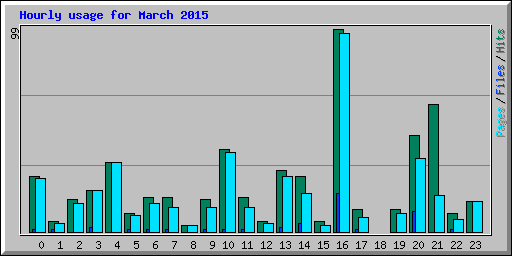 Hourly usage for March 2015
99
Pages/Files/Hits
0 1 2 3 4 5 6 7 8 9 10 11 12 13 14 15 16 17 18 19 20 21 22 23